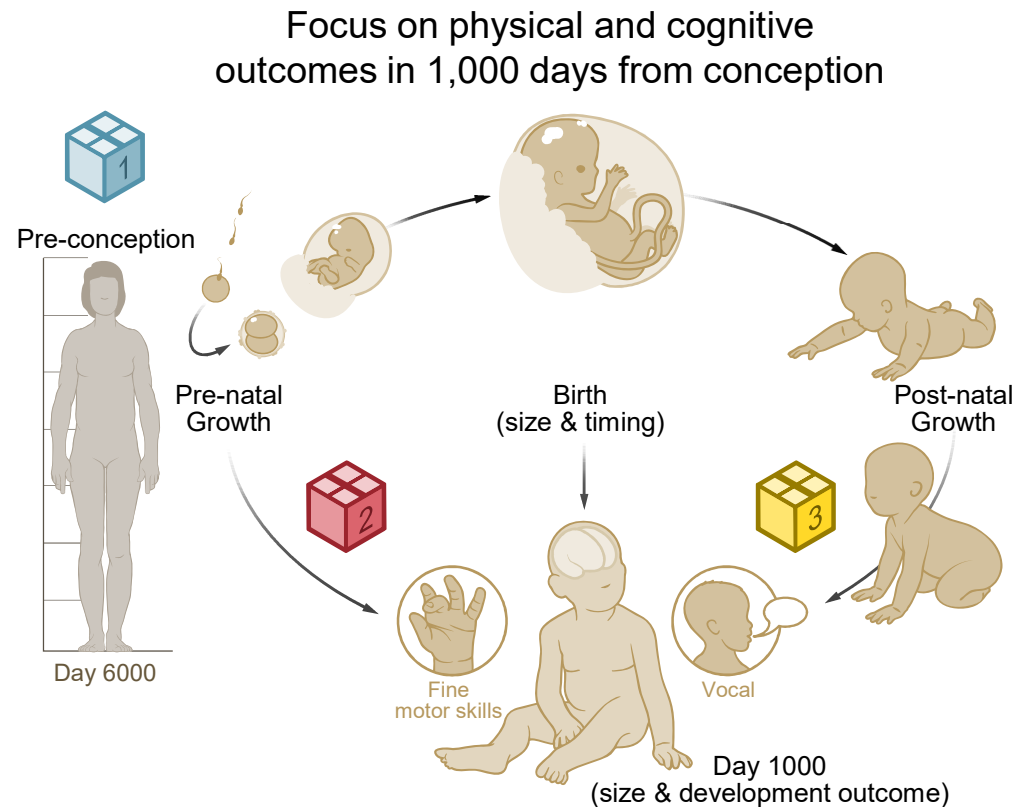 Focus on physical and cognitive
outcomes in 1,000 days from conception
1
Pre-conception
Day 6000
Pre-natal
Growth
Birth
(size & timing)
Post-natal
Growth
2
3
Fine
motor skills
Vocal
Day 1000
(size & development outcome)